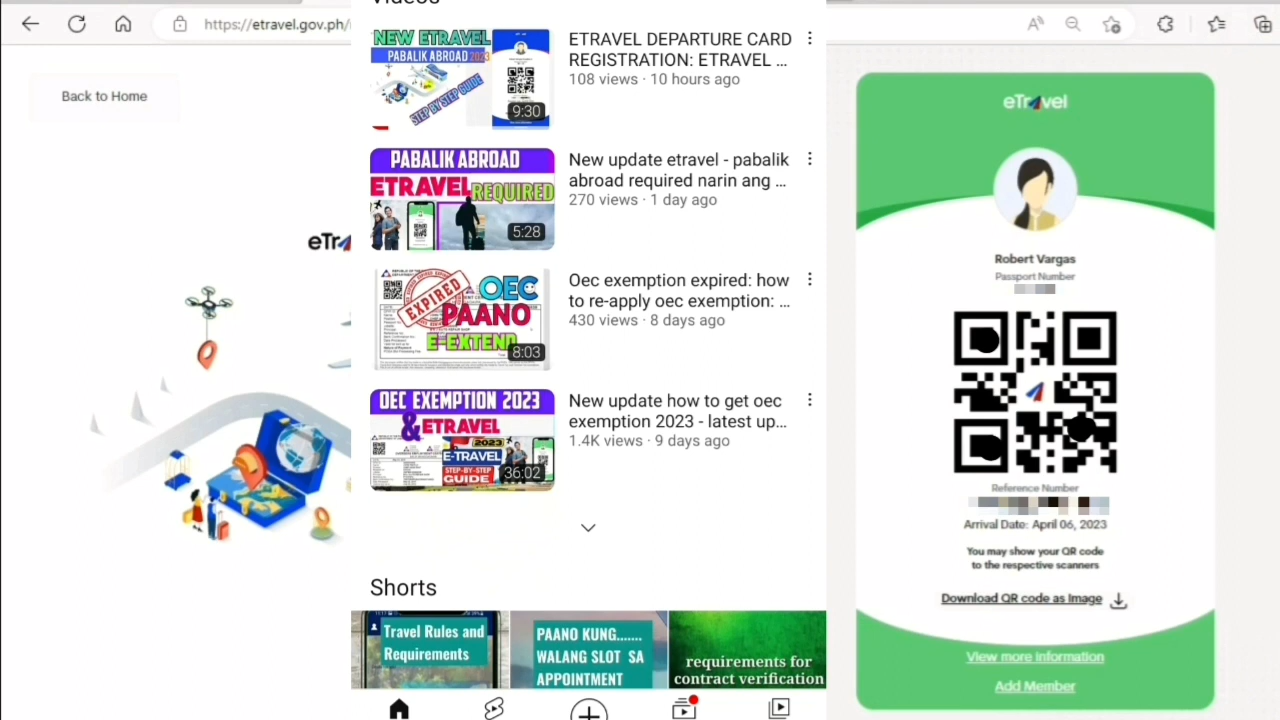 https://etravel.gov.ph/
Back to Home
eTr
Videos
NEW ETRAVEL
PABALIK ABROAD 2023
STEP BY STEP GUIDE
9:30
ETRAVEL DEPARTURE CARD
REGISTRATION: ETRAVEL ...
108 views · 10 hours ago
PABALIK ABROAD
ETRAVEL REQUIRED
5:28
New update etravel - pabalik
abroad required narin ang ...
270 views · 1 day ago
EXPIRED
OEC
PAANO
E-EXTEND
8:03
Oec exemption expired: how
to re-apply oec exemption: ...
430 views · 8 days ago
OEC EXEMPTION 2023
& ETRAVEL
2023
E-TRAVEL
STEP-BY-STEP
GUIDE
36:02
New update how to get oec
exemption 2023 - latest up...
1.4K views · 9 days ago
Shorts
Travel Rules and
Requirements
PAANO KUNG.......
WALANG SLOT SA
APPOINTMENT
requirements for
contract verification
eTravel
Robert Vargas
Passport Number
Reference Number
Arrival Date: April 06, 2023
You may show your QR code
to the respective scanners
Download QR code as Image
View more information
Add Member